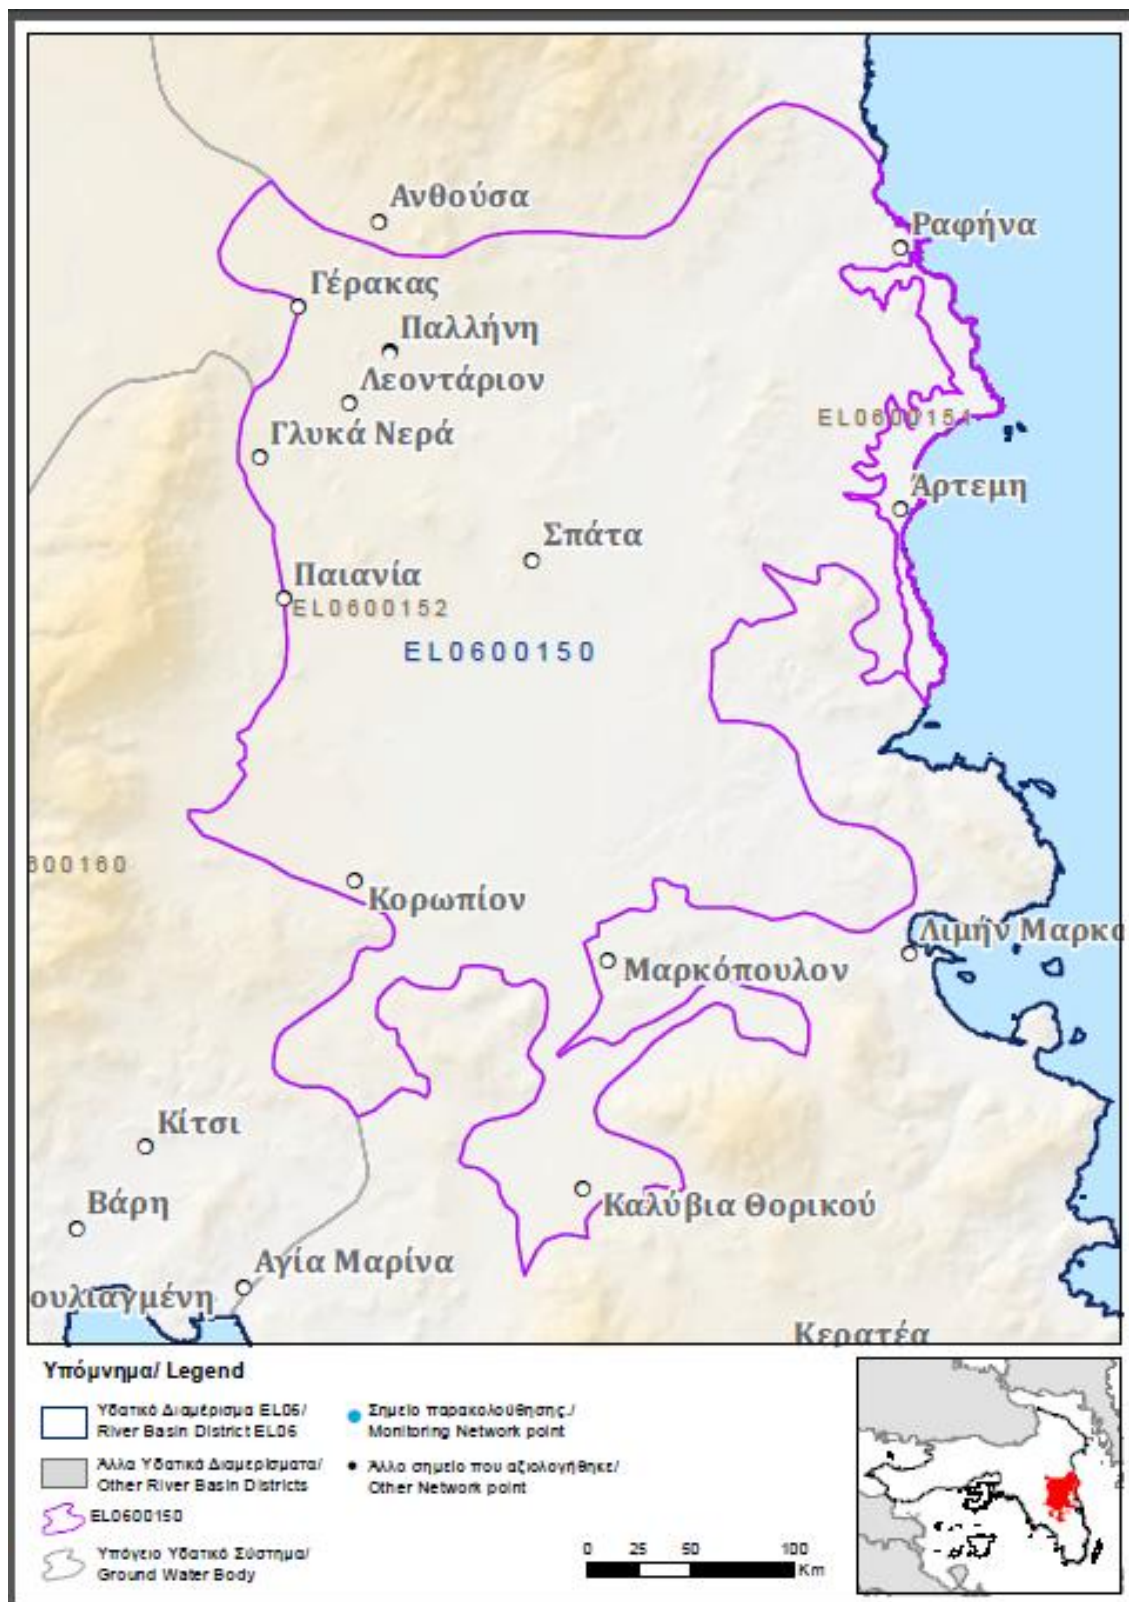 Ανθούσα
Ραφήνα
Γέρακας
Παλλήνη
Λεοντάριον
EL0600151
Γλυκά Νερά
Άρτεμη
Σπάτα
Παιανία
EL0600152
EL0600150
600160
Κορωπίον
Λιμήν Μαρκο
Μαρκόπουλον
Κίτσι
Βάρη
Καλύβια Θορικού
Αγία Μαρίνα
ουλιαγμένη
Κερατέα
Υπόμνημα/ Legend
Υδατικό Διαμέρισμα EL06/
River Basin District EL06
Σημείο παρακολούθησης./
Monitoring Network point
Άλλα Υδατικά Διαμερίσματα/
Other River Basin Districts
Άλλο σημείο που αξιολογήθηκε/
Other Network point
EL0600150
Υπόγειο Υδατικό Σύστημα/
Ground Water Body
0 25 50 100
Km